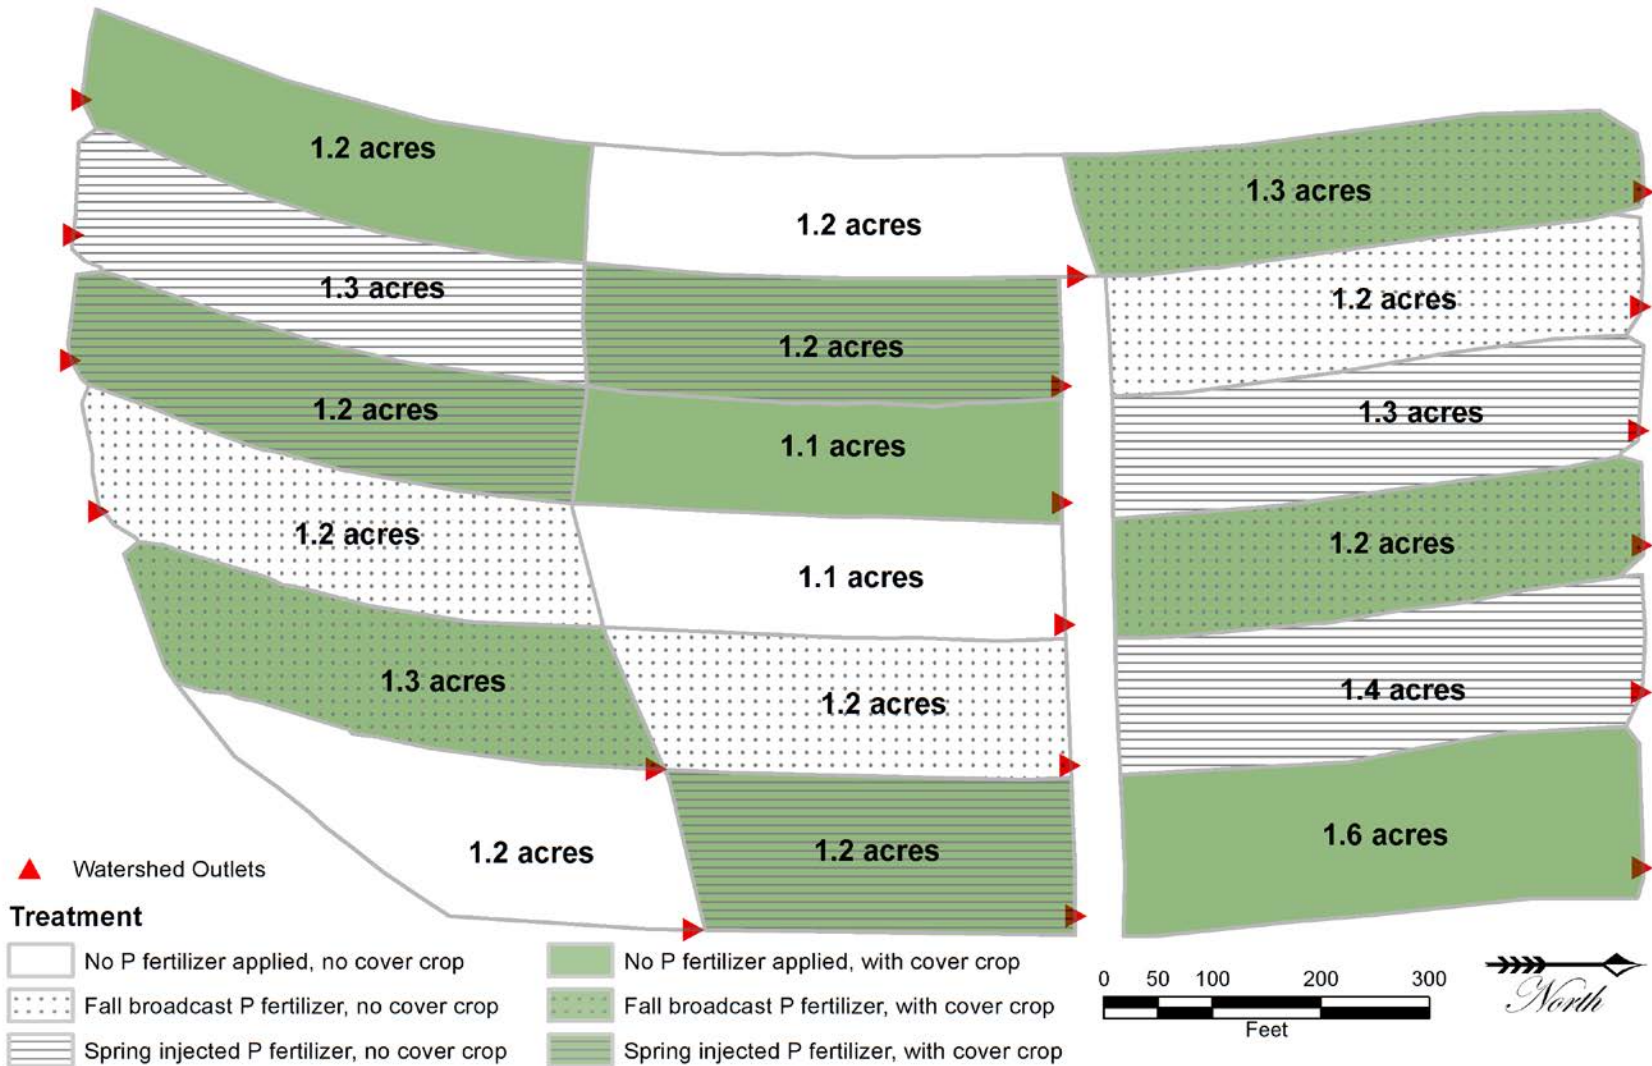 1.2 acres
1.2 acres
1.3 acres
1.3 acres
1.2 acres
1.2 acres
1.2 acres
1.1 acres
1.3 acres
1.2 acres
1.1 acres
1.2 acres
1.3 acres
1.2 acres
1.4 acres
1.2 acres
1.2 acres
1.6 acres
Watershed Outlets
Treatment
No P fertilizer applied, no cover crop
Fall broadcast P fertilizer, no cover crop
Spring injected P fertilizer, no cover crop
No P fertilizer applied, with cover crop
Fall broadcast P fertilizer, with cover crop
Spring injected P fertilizer, with cover crop
0 50 100 200 300
Feet
North